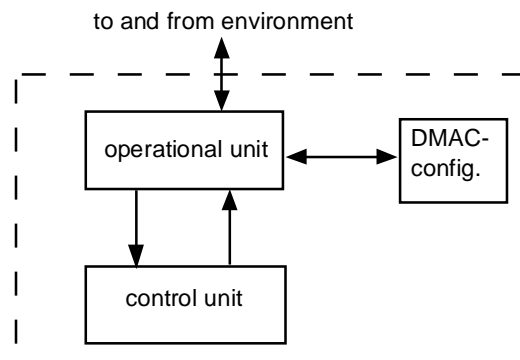 to and from environment
operational unit
DMAC-
config.
control unit